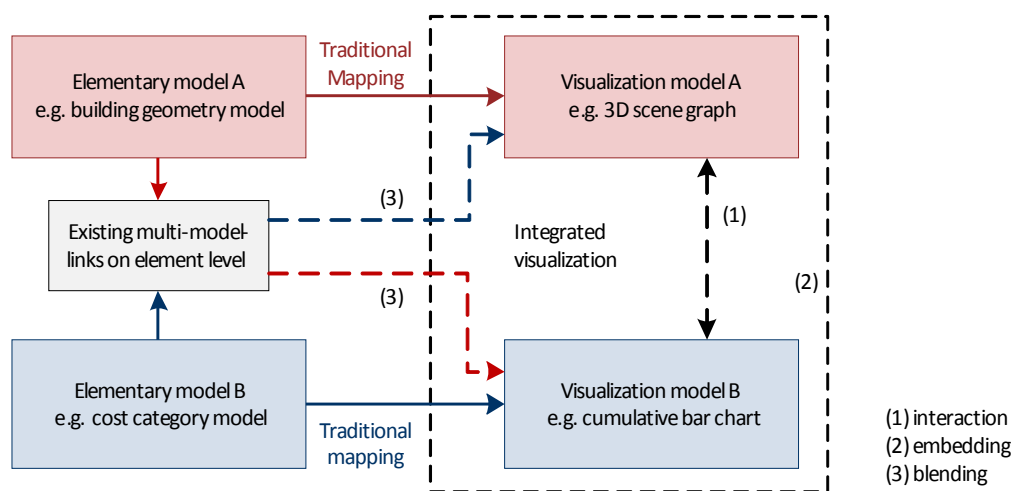 Elementary model A
e.g. building geometry model
Traditional
Mapping
Visualization model A
e.g. 3D scene graph
(3)
(1)
Existing multi-model-
links on element level
Integrated
visualization
(2)
(3)
Elementary model B
e.g. cost category model
Traditional
mapping
Visualization model B
e.g. cumulative bar chart
(1) interaction
(2) embedding
(3) blending